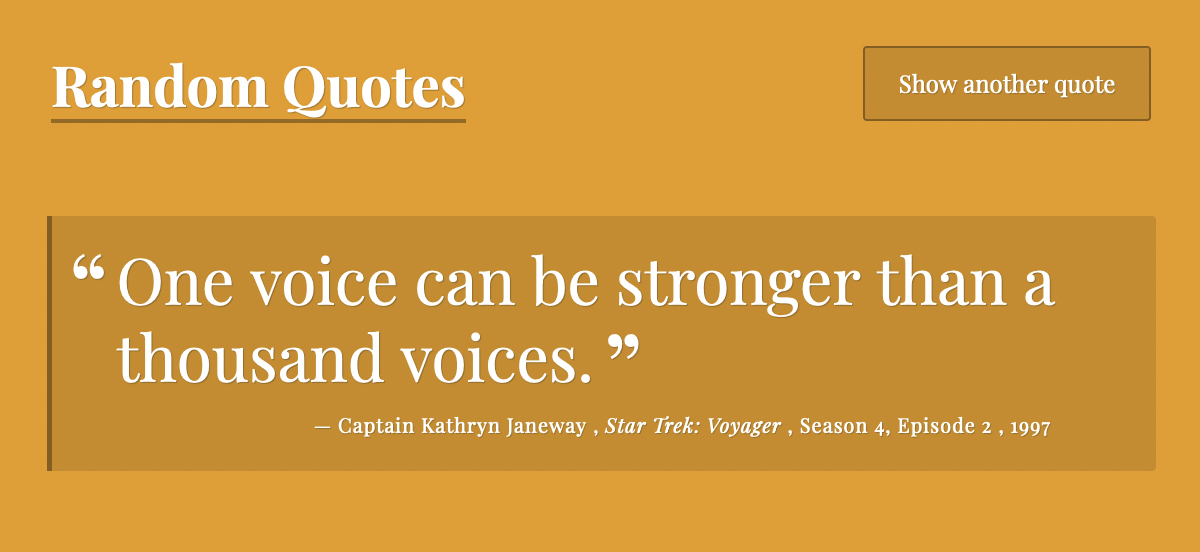 Random Quotes
Show another quote
“ One voice can be stronger than a
thousand voices. ”
— Captain Kathryn Janeway , Star Trek: Voyager , Season 4, Episode 2 , 1997